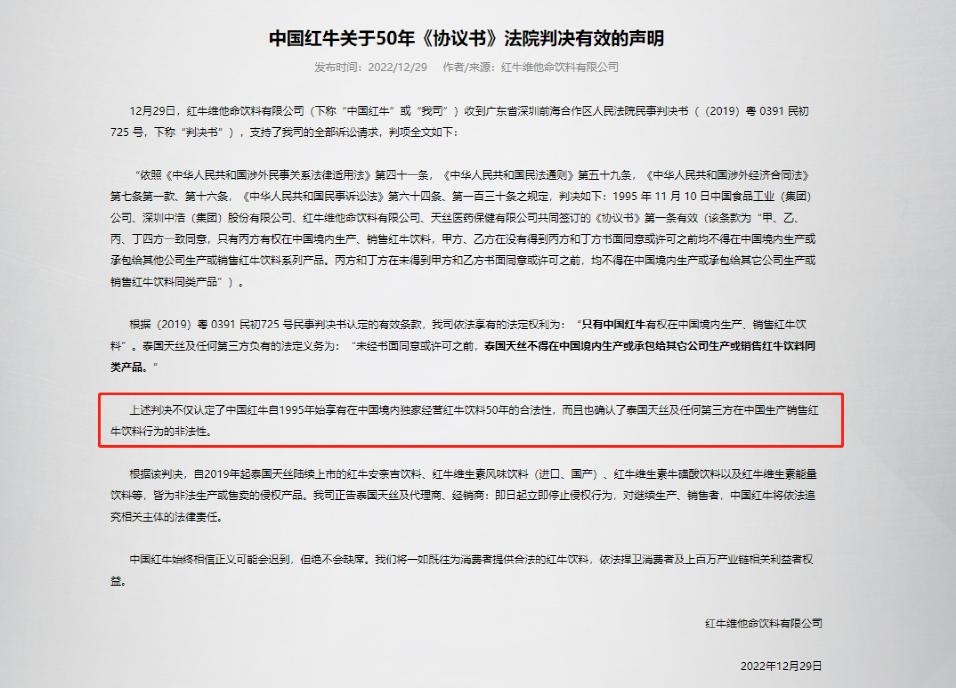 中国红牛关于50年《协议书》法院判决有效的声明
发布时间：2022/12/29 作者/来源：红牛维他命饮料有限公司
12月29日，红牛维他命饮料有限公司（下称“中国红牛”或“我司”）收到广东省深圳前海合作区人民法院民事判决书（（2019）粤 0391 民初
725 号，下称“判决书”），支持了我司的全部诉讼请求，判项全文如下：
“依照《中华人民共和国涉外民事关系法律适用法》第四十一条，《中华人民共和国民法通则》第五十九条，《中华人民共和国涉外经济合同法》
第七条第一款、第十六条，《中华人民共和国民事诉讼法》第六十四条、第一百三十条之规定，判决如下：1995 年 11 月 10 日中国食品工业（集团）
公司、深圳中浩（集团）股份有限公司、红牛维他命饮料有限公司、天丝医药保健有限公司共同签订的《协议书》第一条有效（该条款为“甲、乙、
丙、丁四方一致同意，只有丙方有权在中国境内生产、销售红牛饮料，甲方、乙方在没有得到丙方和丁方书面同意或许可之前均不得在中国境内生产或
承包给其他公司生产或销售红牛饮料系列产品。丙方和丁方在未得到甲方和乙方书面同意或许可之前，均不得在中国境内生产或承包给其它公司生产或
销售红牛饮料同类产品”）。
根据（2019）粤 0391 民初725 号民事判决书认定的有效条款，我司依法享有的法定权利为：“只有中国红牛有权在中国境内生产、销售红牛饮
料”。泰国天丝及任何第三方负有的法定义务为：“未经书面同意或许可之前，泰国天丝不得在中国境内生产或承包给其它公司生产或销售红牛饮料同
类产品。”
上述判决不仅认定了中国红牛自1995年始享有在中国境内独家经营红牛饮料50年的合法性，而且也确认了泰国天丝及任何第三方在中国生产销售红
牛饮料行为的非法性。
根据该判决，自2019年起泰国天丝陆续上市的红牛安奈吉饮料、红牛维生素风味饮料（进口、国产）、红牛维生素牛磺酸饮料以及红牛维生素能量
饮料等，皆为非法生产或售卖的侵权产品。我司正告泰国天丝及代理商、经销商：即日起立即停止侵权行为，对继续生产、销售者，中国红牛将依法追
究相关主体的法律责任。
中国红牛始终相信正义可能会迟到，但绝不会缺席。我们将一如既往为消费者提供合法的红牛饮料，依法捍卫消费者及上百万产业链相关利益者权
益。
红牛维他命饮料有限公司
2022年12月29日